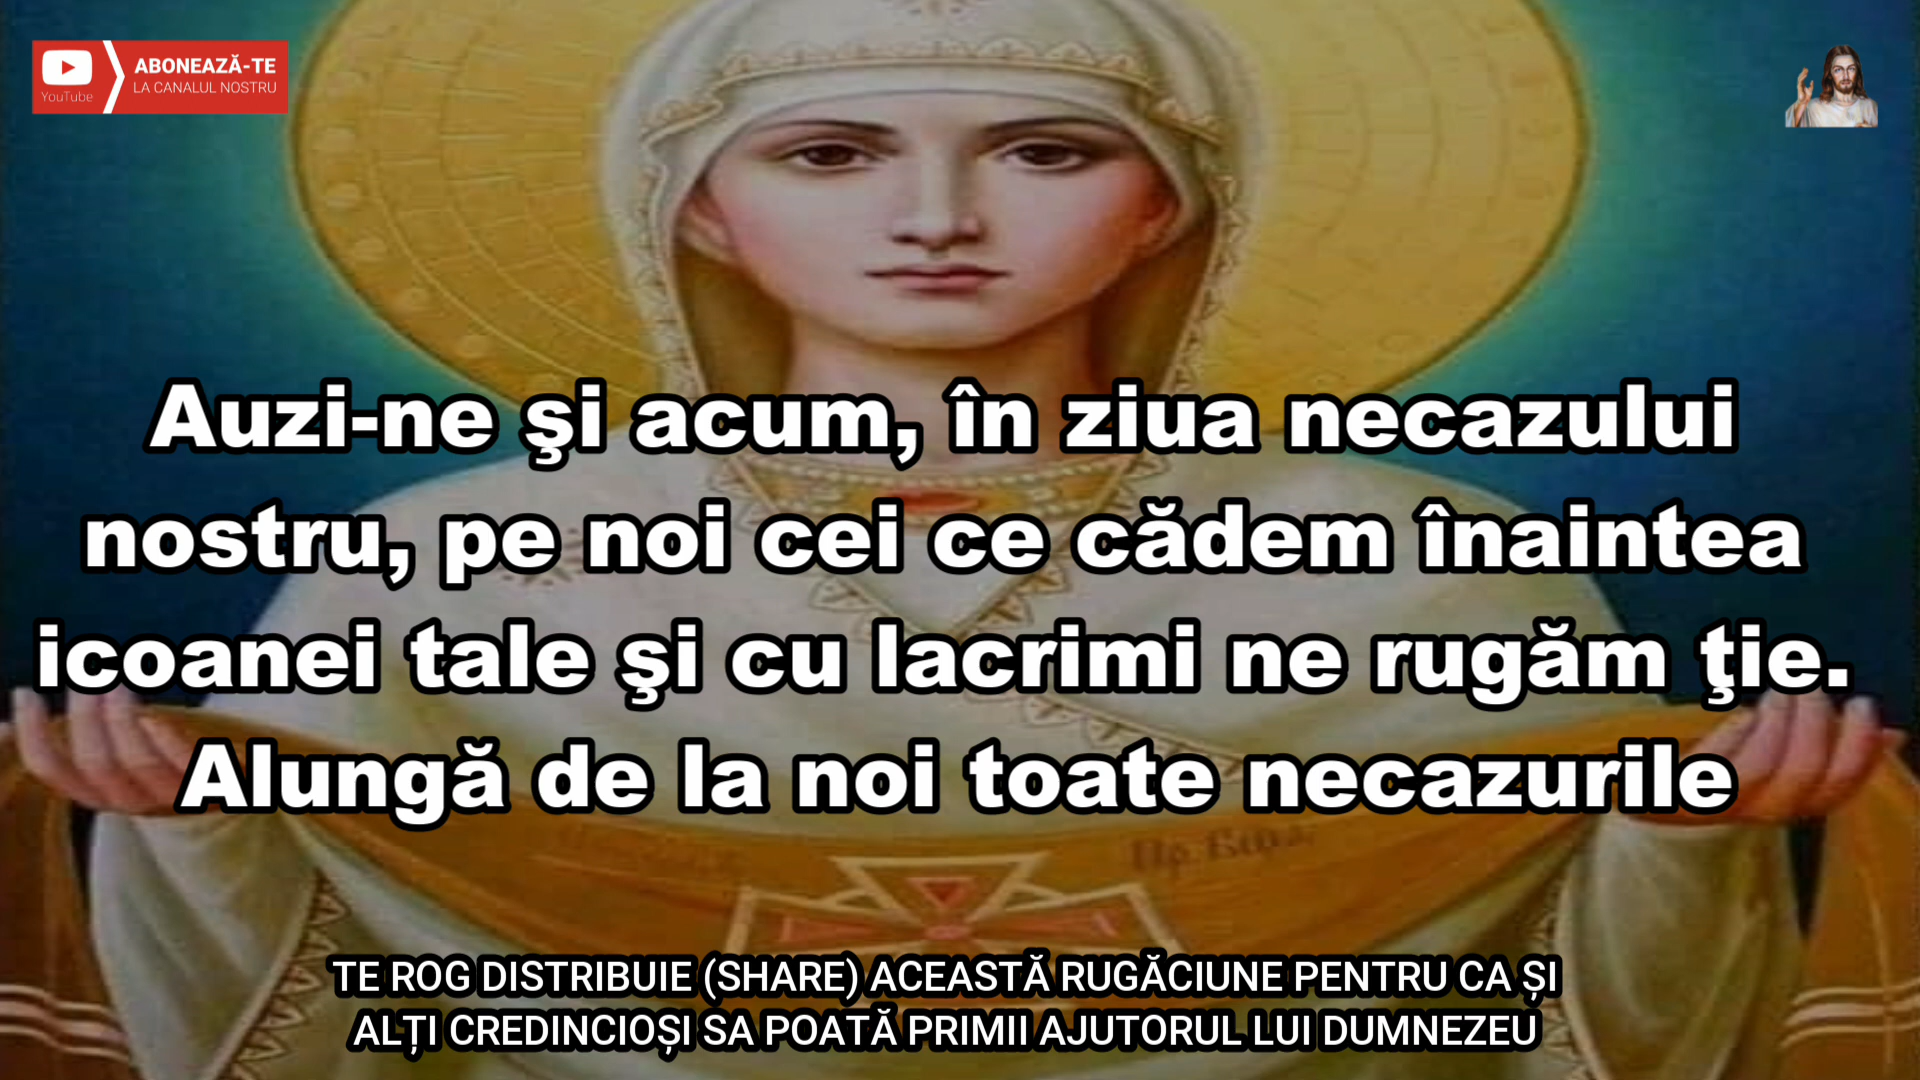 YouTube
ABONEAZĂ-TE
LA CANALUL NOSTRU
Auzi-ne şi acum, în ziua necazului
nostru, pe noi cei ce cădem înaintea
icoanei tale şi cu lacrimi ne rugăm ţie.
Alungă de la noi toate necazurile
TE ROG DISTRIBUIE (SHARE) ACEASTĂ RUGĂCIUNE PENTRU CA ȘI
ALȚI CREDINCIOȘI SA POATĂ PRIMII AJUTORUL LUI DUMNEZEU